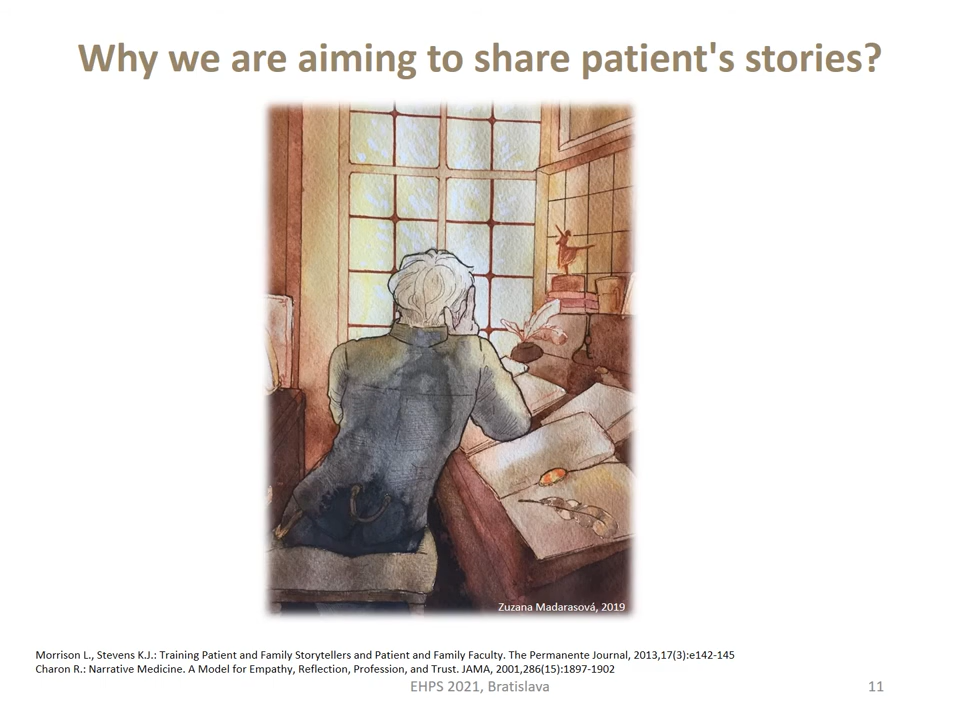 Why we are aiming to share patient's stories?
Zuzana Madarasová, 2019
Morrison L., Stevens K.J.: Training Patient and Family Storytellers and Patient and Family Faculty. The Permanente Journal, 2013,17(3):e142-145
Charon R.: Narrative Medicine. A Model for Empathy, Reflection, Profession, and Trust. JAMA, 2001,286(15):1897-1902
EHPS 2021, Bratislava
11